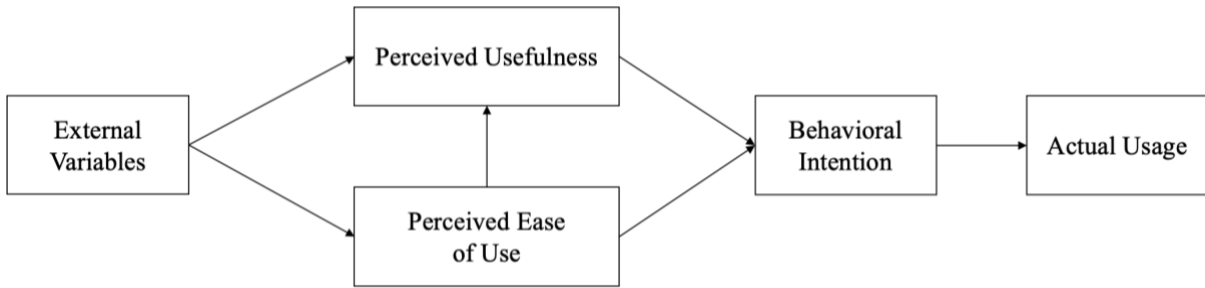 Perceived Usefulness
External
Variables
Behavioral
Intention
Actual Usage
Perceived Ease
of Use